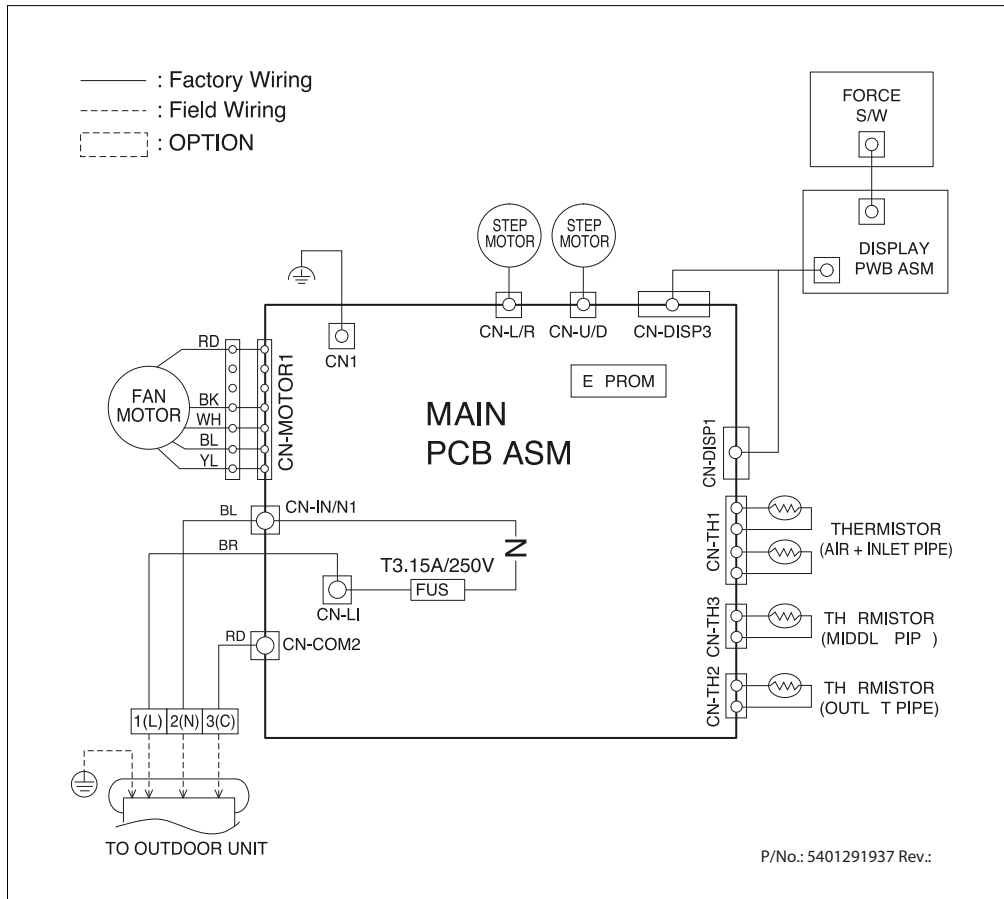 : Factory Wiring
: Field Wiring
: OPTION
FORCE
S/W
DISPLAY
PWB ASM
STEP
MOTOR
STEP
MOTOR
CN-L/R
CN-U/D
CN-DISP3
CN1
E PROM
MAIN
PCB ASM
FAN
MOTOR
RD
BK
WH
BL
YL
CN-MOTOR1
CN-DISP1
CN-TH1
THERMISTOR
(AIR + INLET PIPE)
CN-TH3
TH RMISTOR
(MIDDL PIP )
CN-TH2
TH RMISTOR
(OUTL T PIPE)
BL
CN-IN/N1
BR
N
T3.15A/250V
FUS
CN-LI
RD
CN-COM2
1(L) 2(N) 3(C)
TO OUTDOOR UNIT
P/No.: 5401291937 Rev.: